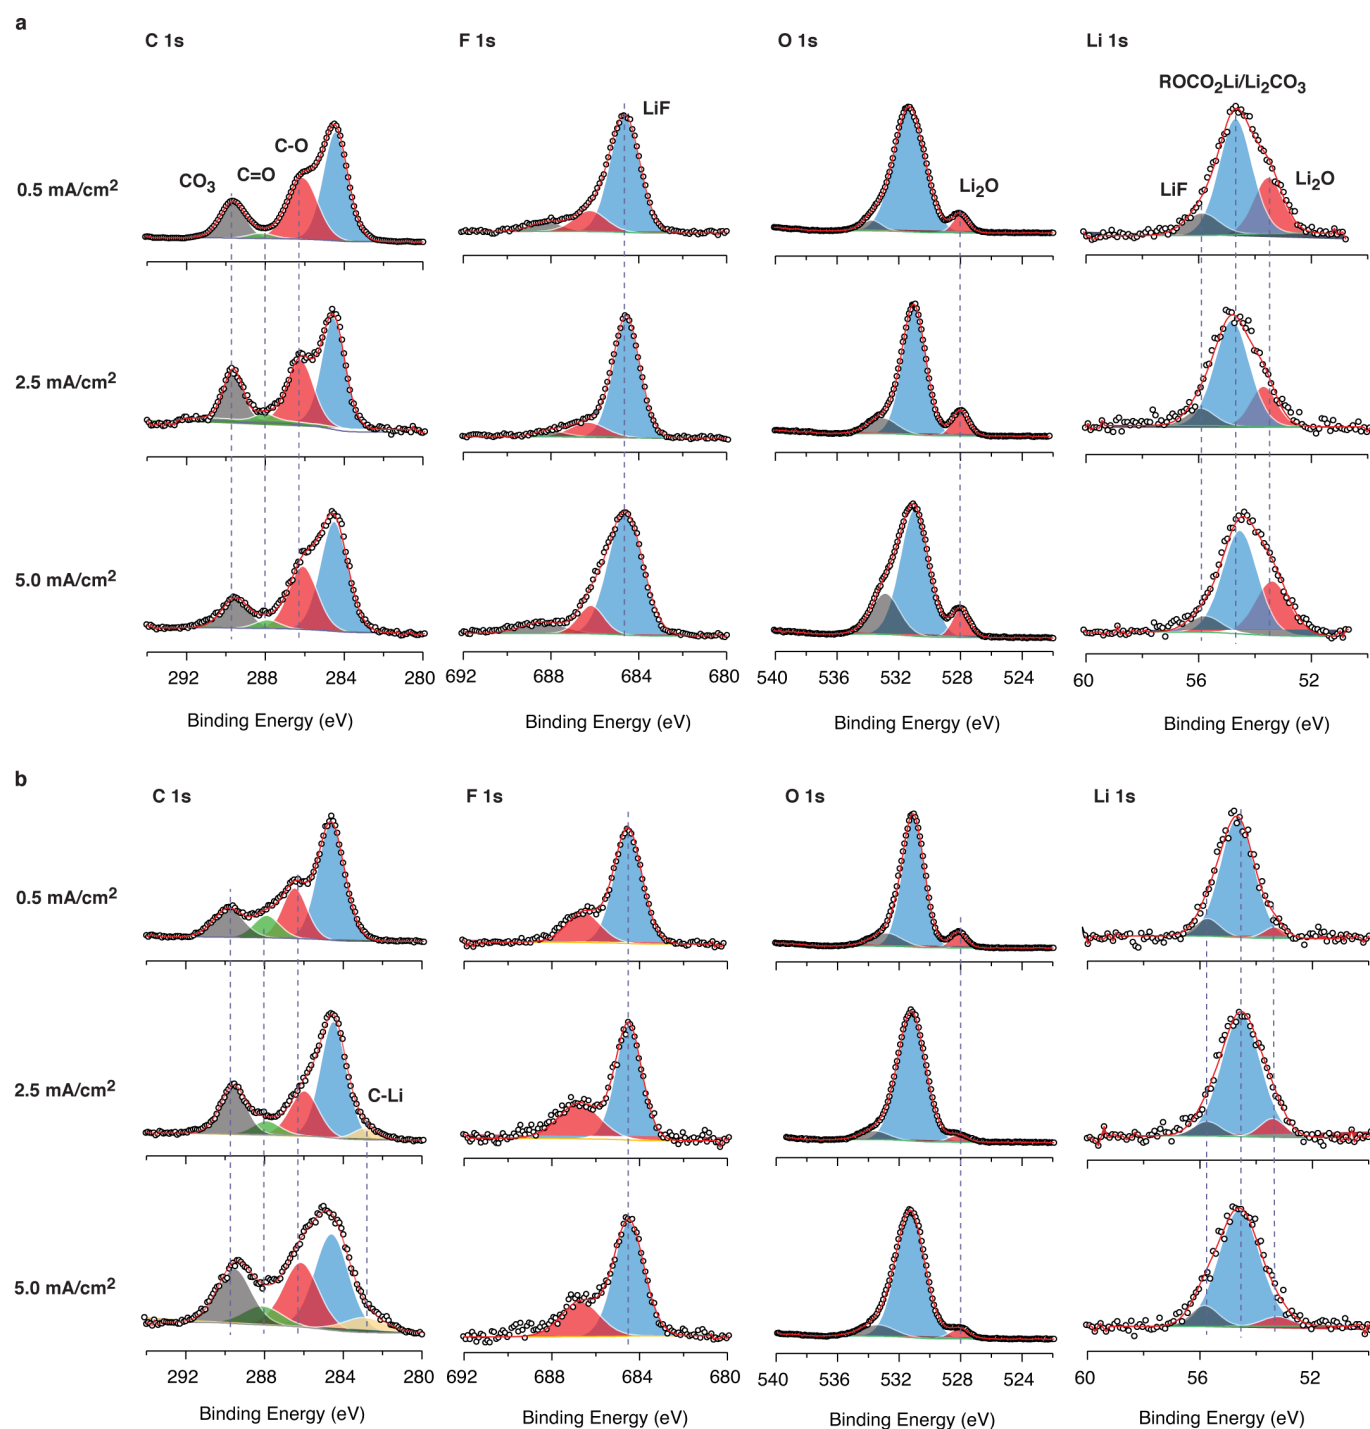 a
C 1s
F 1s
O 1s
Li 1s
ROCO2Li/Li2CO3
LiF
C-O
C=O
CO3
Li2O
LiF
Li2O
0.5 mA/cm2
2.5 mA/cm2
5.0 mA/cm2
292 288 284 280
692 688 684 680
540 536 532 528 524
60 56 52
Binding Energy (eV)
Binding Energy (eV)
Binding Energy (eV)
Binding Energy (eV)
b
C 1s
F 1s
O 1s
Li 1s
0.5 mA/cm2
2.5 mA/cm2
C-Li
5.0 mA/cm2
292 288 284 280
692 688 684 680
540 536 532 528 524
60 56 52
Binding Energy (eV)
Binding Energy (eV)
Binding Energy (eV)
Binding Energy (eV)